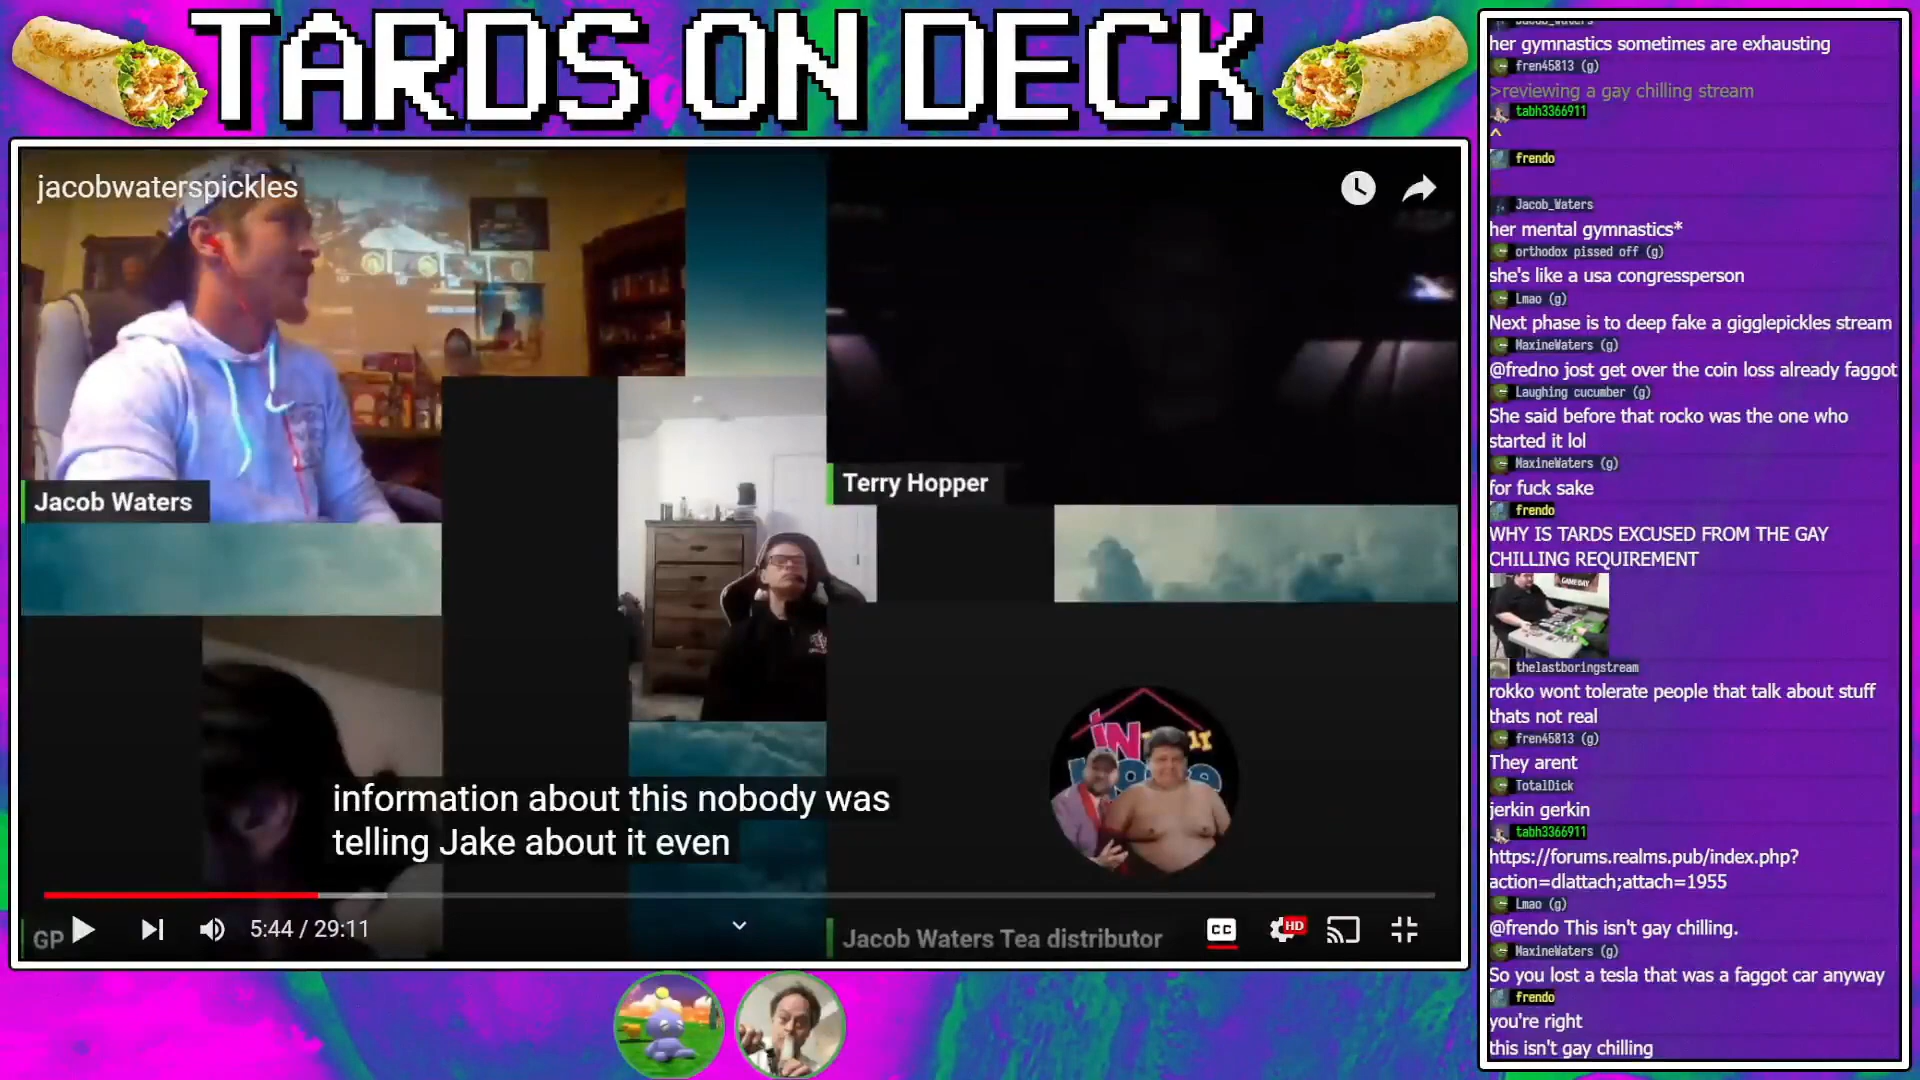 TARDS ON DECK
jacobwaterspickles
Jacob Waters
Terry Hopper
information about this nobody was
telling Jake about it even
5:44 / 29:11
GP
Jacob Waters Tea distributor
CC
HD
Jacob_Waters
her gymnastics sometimes are exhausting
fren45813 (g)
>reviewing a gay chilling stream
tabh3366911
^
frendo
Jacob_Waters
her mental gymnastics*
orthodox pissed off (g)
she's like a usa congressperson
Lmao (g)
Next phase is to deep fake a gigglepickles stream
MaxineWaters (g)
@fredno jost get over the coin loss already faggot
Laughing cucumber (g)
She said before that rocko was the one who
started it lol
MaxineWaters (g)
for fuck sake
frendo
WHY IS TARDS EXCUSED FROM THE GAY
CHILLING REQUIREMENT
GAMEDAY
thelastboringstream
rokko wont tolerate people that talk about stuff
thats not real
fren45813 (g)
They arent
TotalDick
jerkin gerkin
tabh3366911
https://forums.realms.pub/index.php?
action=dlattach;attach=1955
Lmao (g)
@frendo This isn't gay chilling.
MaxineWaters (g)
So you lost a tesla that was a faggot car anyway
frendo
you're right
this isn't gay chilling